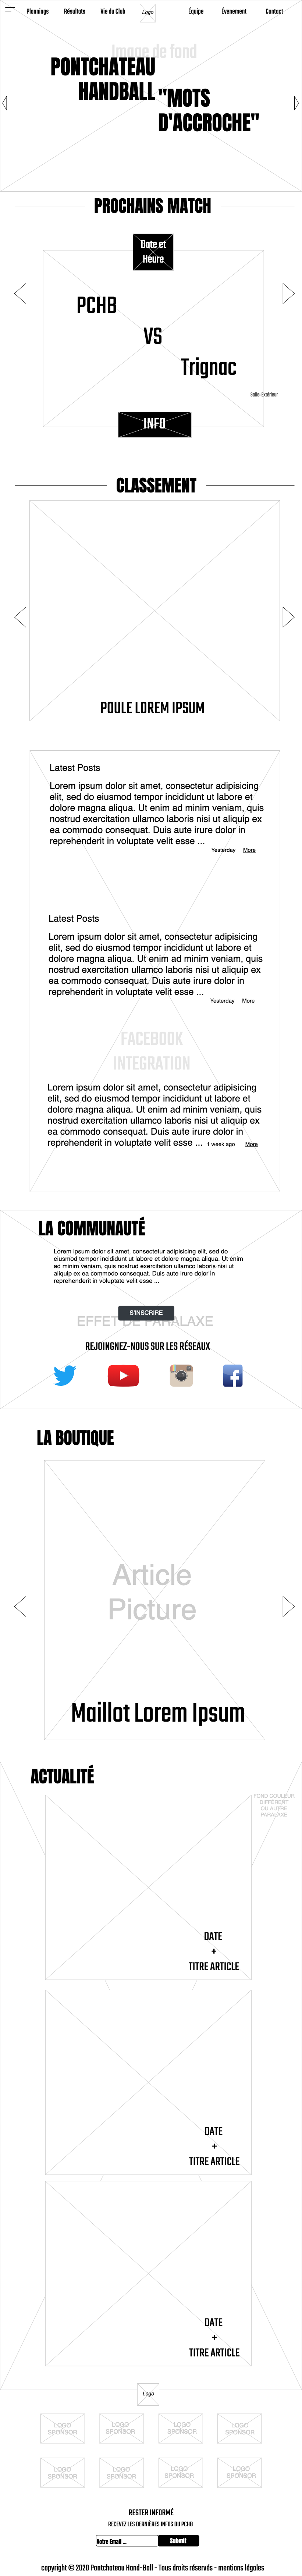 Plannings Résultats Vie du Club Logo Équipe Évenement Contact
Image de fond
PONTCHATEAU
HANDBALL
"MOTS
D'ACCROCHE"
PROCHAINS MATCH
Date et
Heure
PCHB
VS
Trignac
Salle: Extérieur
INFO
CLASSEMENT
POULE LOREM IPSUM
Latest Posts
Lorem ipsum dolor sit amet, consectetur adipisicing
elit, sed do eiusmod tempor incididunt ut labore et
dolore magna aliqua. Ut enim ad minim veniam, quis
nostrud exercitation ullamco laboris nisi ut aliquip ex
ea commodo consequat. Duis aute irure dolor in
reprehenderit in voluptate velit esse ...
Yesterday More
Latest Posts
Lorem ipsum dolor sit amet, consectetur adipisicing
elit, sed do eiusmod tempor incididunt ut labore et
dolore magna aliqua. Ut enim ad minim veniam, quis
nostrud exercitation ullamco laboris nisi ut aliquip ex
ea commodo consequat. Duis aute irure dolor in
reprehenderit in voluptate velit esse ...
Yesterday More
FACEBOOK
INTEGRATION
Lorem ipsum dolor sit amet, consectetur adipisicing
elit, sed do eiusmod tempor incididunt ut labore et
dolore magna aliqua. Ut enim ad minim veniam, quis
nostrud exercitation ullamco laboris nisi ut aliquip ex
ea commodo consequat. Duis aute irure dolor in
reprehenderit in voluptate velit esse ... 1 week ago More
LA COMMUNAUTÉ
Lorem ipsum dolor sit amet, consectetur adipisicing elit, sed do
eiusmod tempor incididunt ut labore et dolore magna aliqua. Ut enim
ad minim veniam, quis nostrud exercitation ullamco laboris nisi ut
aliquip ex ea commodo consequat. Duis aute irure dolor in
reprehenderit in voluptate velit esse ...
S'INSCRIRE
EFFET DE PARALAXE
REJOIGNEZ-NOUS SUR LES RÉSEAUX
LA BOUTIQUE
Article
Picture
Maillot Lorem Ipsum
ACTUALITÉ
FOND COULEUR
DIFFÉRENT
OU AUTRE
PARALAXE
DATE
+
TITRE ARTICLE
DATE
+
TITRE ARTICLE
DATE
+
TITRE ARTICLE
Logo
LOGO LOGO LOGO LOGO
SPONSOR SPONSOR SPONSOR SPONSOR
LOGO LOGO LOGO LOGO
SPONSOR SPONSOR SPONSOR SPONSOR
RESTER INFORMÉ
RECEVEZ LES DERNIÈRES INFOS DU PCHB
Votre Email ... Submit
copyright © 2020 Pontchateau Hand-Ball - Tous droits réservés - mentions légales